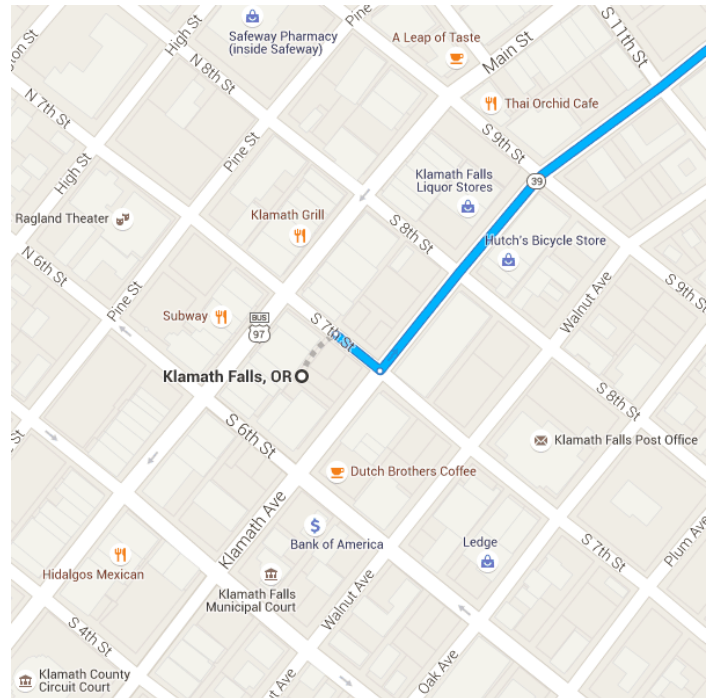 Pine St
Safeway Pharmacy
(inside Safeway)
A Leap of Taste
S 11th St
High St
Main St
N 8th St
N 7th St
Thai Orchid Cafe
S 9th St
Pine St
High St
Klamath Falls
Liquor Stores
39
Ragland Theater
Klamath Grill
S 8th St
Hutch's Bicycle Store
N 6th St
Pine St
S 9th St
Walnut Ave
Subway
BUS
97
S 7th St
Klamath Falls, OR
S 8th St
S 6th St
Klamath Falls Post Office
Dutch Brothers Coffee
Klamath Ave
Bank of America
Ledge
S 7th St
Plum Ave
Hidalgos Mexican
Klamath Falls
Municipal Court
Walnut Ave
S 4th St
Oak Ave
Klamath County
Circuit Court